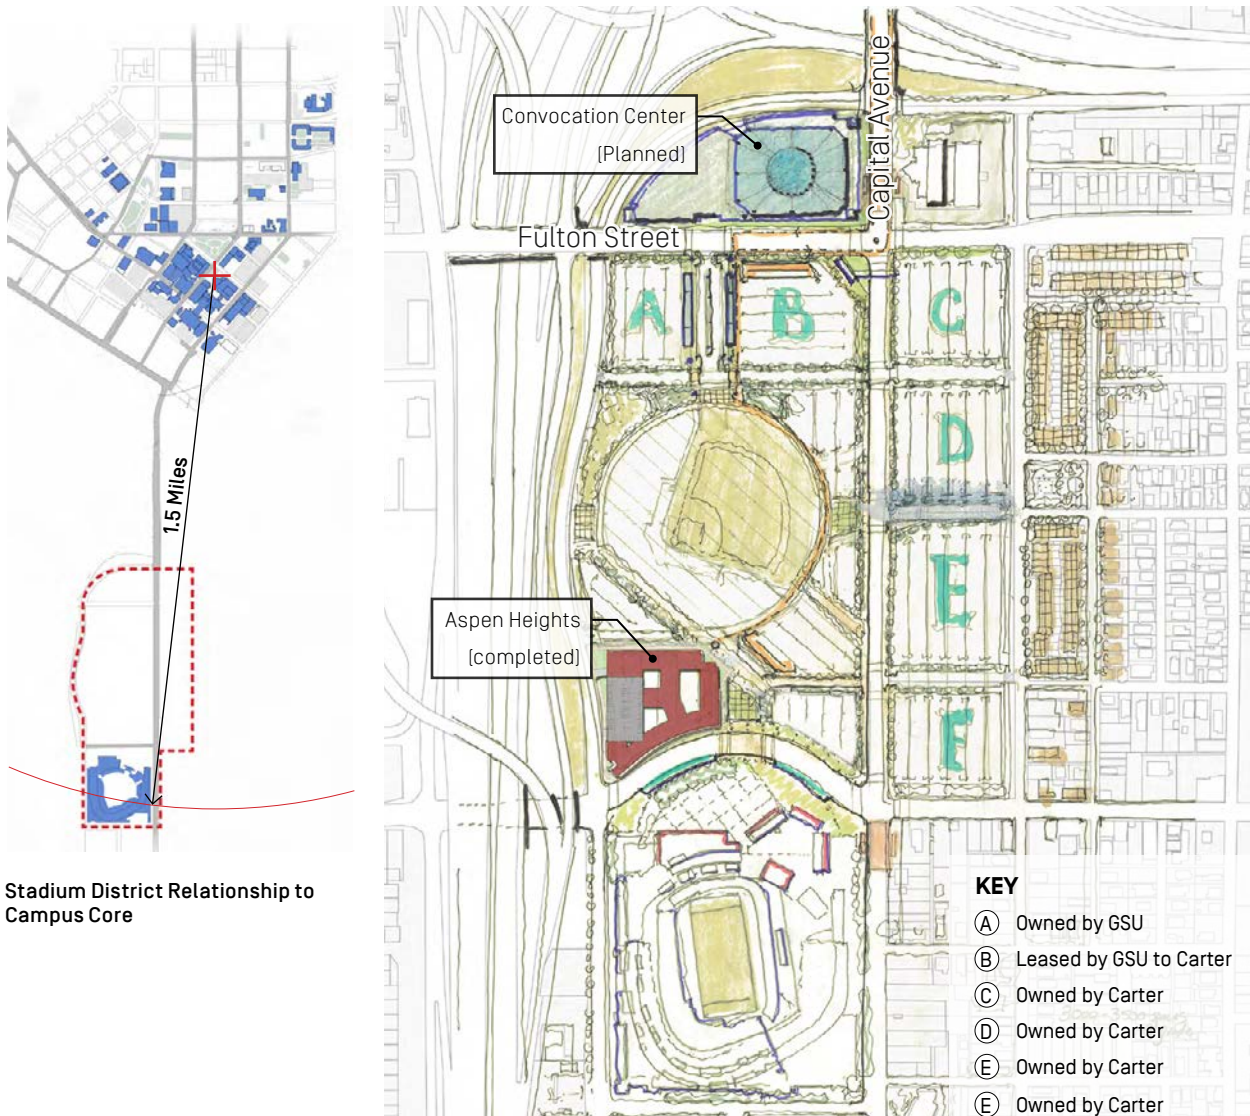 Convocation Center
[Planned]
Capital Avenue
Fulton Street
A
B
C
D
E
E
1.5 Miles
Aspen Heights
[completed]
Stadium District Relationship to
Campus Core
KEY
A Owned by GSU
B Leased by GSU to Carter
C Owned by Carter
D Owned by Carter
E Owned by Carter
E Owned by Carter